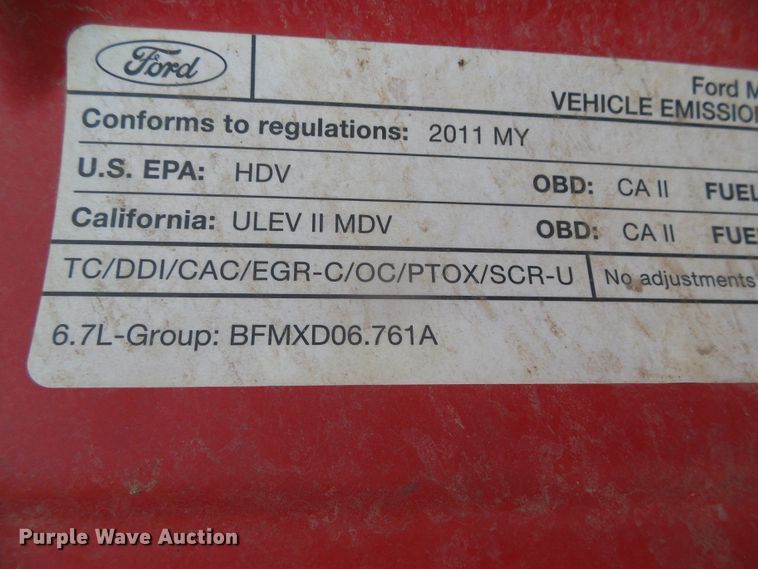 Ford
Ford M
VEHICLE EMISSION
Conforms to regulations: 2011 MY
U.S. EPA: HDV OBD: CA II FUEL
California: ULEV II MDV OBD: CA II FUE
TC/DDI/CAC/EGR-C/OC/PTOX/SCR-U No adjustments
6.7L-Group: BFMXD06.761A
Purple Wave Auction